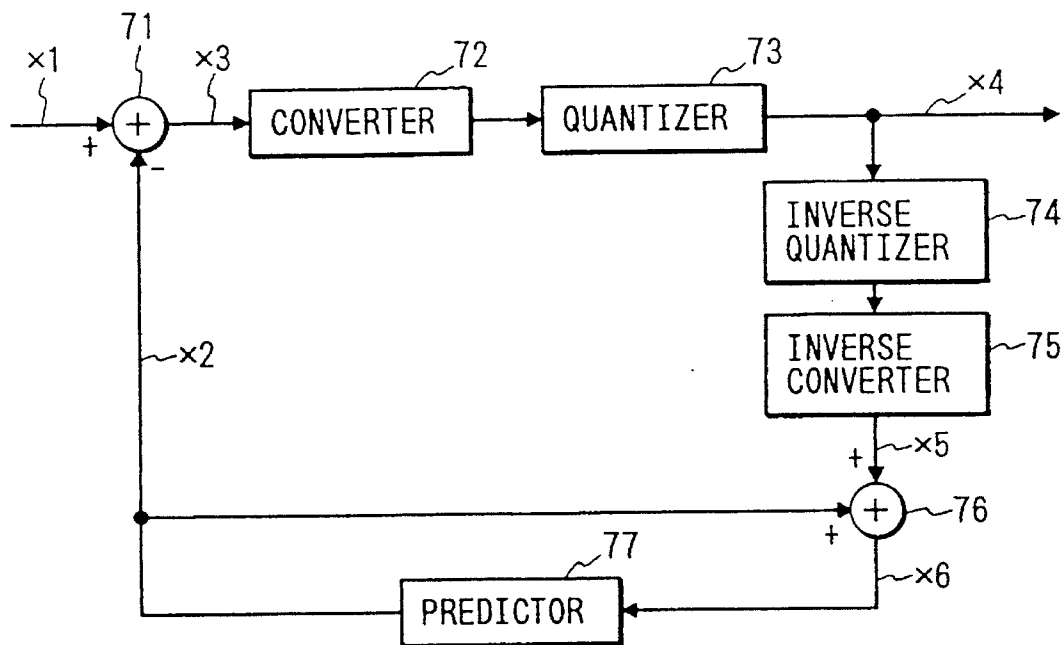 71
×1
×3
72
73
×4
+
+
-
CONVERTER
QUANTIZER
INVERSE
QUANTIZER
74
×2
INVERSE
CONVERTER
75
+
×5
+
+
76
77
×6
PREDICTOR